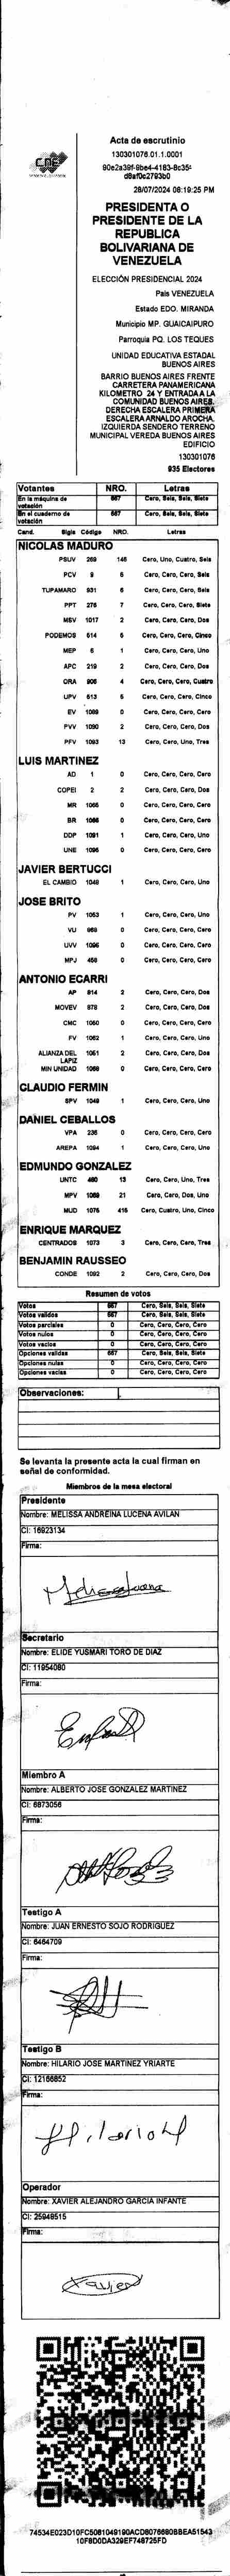 CNE
Acta de escrutinio
130301076.01.1.0001
28/07/2024 06:19:25 PM
PRESIDENTA O
PRESIDENTE DE LA
REPUBLICA
BOLIVARIANA DE
VENEZUELA
ELECCIÓN PRESIDENCIAL 2024
Pais VENEZUELA
Estado EDO. MIRANDA
Municipio MP. GUAICAIPURO
Parroquia PQ. LOS TEQUES
UNIDAD EDUCATIVA ESTADAL
BUENOS AIRES
BARRIO BUENOS AIRES FRENTE
CARRETERA PANAMERICANA
KILOMETRO 24 Y ENTRADA A LA
COMUNIDAD BUENOS AIRES.
DERECHA ESCALERA PRIMERA
ESCALERA ARNALDO AROCHA.
IZQUIERDA SENDERO TERRENO
MUNICIPAL VEREDA BUENOS AIRES
EDIFICIO
130301076
935 Electores
Votantes NRO. Letras
En la máquina de votación 667 Cero, Seis, Seis, Siete
En el cuaderno de votación 667 Cero, Seis, Seis, Siete
Cand. Sigla Código NRO. Letras
NICOLAS MADURO
PSUV 269 146 Cero, Uno, Cuatro, Seis
PCV 9 6 Cero, Cero, Cero, Seis
TUPAMARO 931 6 Cero, Cero, Cero, Seis
PPT 276 7 Cero, Cero, Cero, Siete
MSV 1017 2 Cero, Cero, Cero, Dos
PODEMOS 514 5 Cero, Cero, Cero, Cinco
MEP 6 1 Cero, Cero, Cero, Uno
APC 219 2 Cero, Cero, Cero, Dos
ORA 906 4 Cero, Cero, Cero, Cuatro
UPV 613 5 Cero, Cero, Cero, Cinco
EV 1089 0 Cero, Cero, Cero, Cero
PVV 1090 2 Cero, Cero, Cero, Dos
PFV 1093 13 Cero, Cero, Uno, Tres
LUIS MARTINEZ
AD 1 0 Cero, Cero, Cero, Cero
COPEI 2 2 Cero, Cero, Cero, Dos
MR 1066 0 Cero, Cero, Cero, Cero
BR 0 Cero, Cero, Cero, Cero
DDP 1091 1 Cero, Cero, Cero, Uno
UNE 1095 0 Cero, Cero, Cero, Cero
JAVIER BERTUCCI
EL CAMBIO 1048 1 Cero, Cero, Cero, Uno
JOSE BRITO
PV 1053 1 Cero, Cero, Cero, Uno
VU 969 0 Cero, Cero, Cero, Cero
UVV 1096 0 Cero, Cero, Cero, Cero
MPJ 458 0 Cero, Cero, Cero, Cero
ANTONIO ECARRI
AP 814 2 Cero, Cero, Cero, Dos
MOVEV 878 2 Cero, Cero, Cero, Dos
CMC 1060 0 Cero, Cero, Cero, Cero
FV 1062 1 Cero, Cero, Cero, Uno
ALIANZA DEL LAPIZ 1061 2 Cero, Cero, Cero, Dos
MIN UNIDAD 1068 0 Cero, Cero, Cero, Cero
CLAUDIO FERMIN
SPV 1049 1 Cero, Cero, Cero, Uno
DANIEL CEBALLOS
VPA 236 0 Cero, Cero, Cero, Cero
AREPA 1094 1 Cero, Cero, Cero, Uno
EDMUNDO GONZALEZ
UNTC 13 Cero, Cero, Uno, Tres
MPV 21 Cero, Cero, Dos, Uno
MUD 1076 415 Cero, Cuatro, Uno, Cinco
ENRIQUE MARQUEZ
CENTRADOS 1073 3 Cero, Cero, Cero, Tres
BENJAMIN RAUSSEO
CONDE 1092 2 Cero, Cero, Cero, Dos
Resumen de votos
Votos 667 Cero, Seis, Seis, Siete
Votos validos 667 Cero, Seis, Seis, Siete
Votos parciales 0 Cero, Cero, Cero, Cero
Votos nulos 0 Cero, Cero, Cero, Cero
Votos vacios 0 Cero, Cero, Cero, Cero
Opciones validas 667 Cero, Seis, Seis, Siete
Opciones nulas 0 Cero, Cero, Cero, Cero
Opciones vacias 0 Cero, Cero, Cero, Cero
Observaciones:
Se levanta la presente acta la cual firman en
señal de conformidad.
Miembros de la mesa electoral
Presidente
Nombre: MELISSA ANDREINA LUCENA AVILAN
CI: 16923134
Firma:
Secretario
Nombre: ELIDE YUSMARI TORO DE DIAZ
CI: 11954080
Firma:
Miembro A
Nombre: ALBERTO JOSE GONZALEZ MARTINEZ
CI: 6873056
Firma:
Testigo A
Nombre: JUAN ERNESTO SOJO RODRIGUEZ
CI: 6464709
Firma:
Testigo B
Nombre: HILARIO JOSE MARTINEZ YRIARTE
CI: 12166852
Firma:
Operador
Nombre: XAVIER ALEJANDRO GARCIA INFANTE
CI: 25949515
Firma:
Xavier